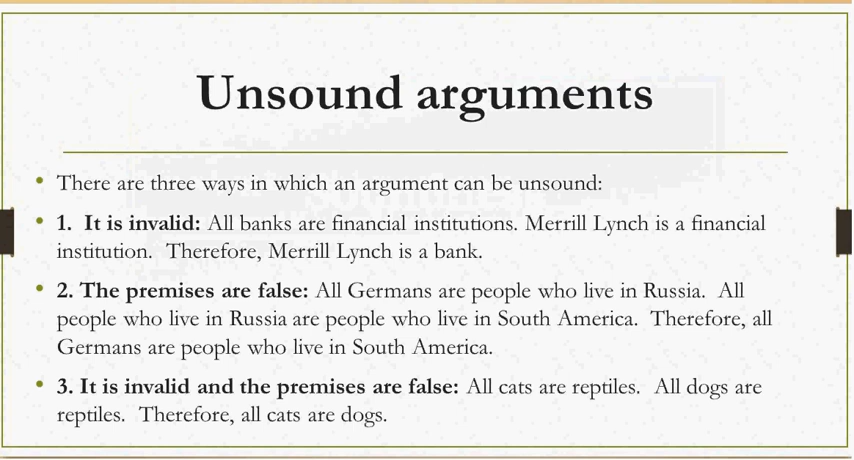 Unsound arguments
• There are three ways in which an argument can be unsound:
• 1.  It is invalid: All banks are financial institutions. Merrill Lynch is a financial
institution.  Therefore, Merrill Lynch is a bank.
• 2. The premises are false: All Germans are people who live in Russia.  All
people who live in Russia are people who live in South America.  Therefore, all
Germans are people who live in South America.
• 3. It is invalid and the premises are false: All cats are reptiles.  All dogs are
reptiles.  Therefore, all cats are dogs.